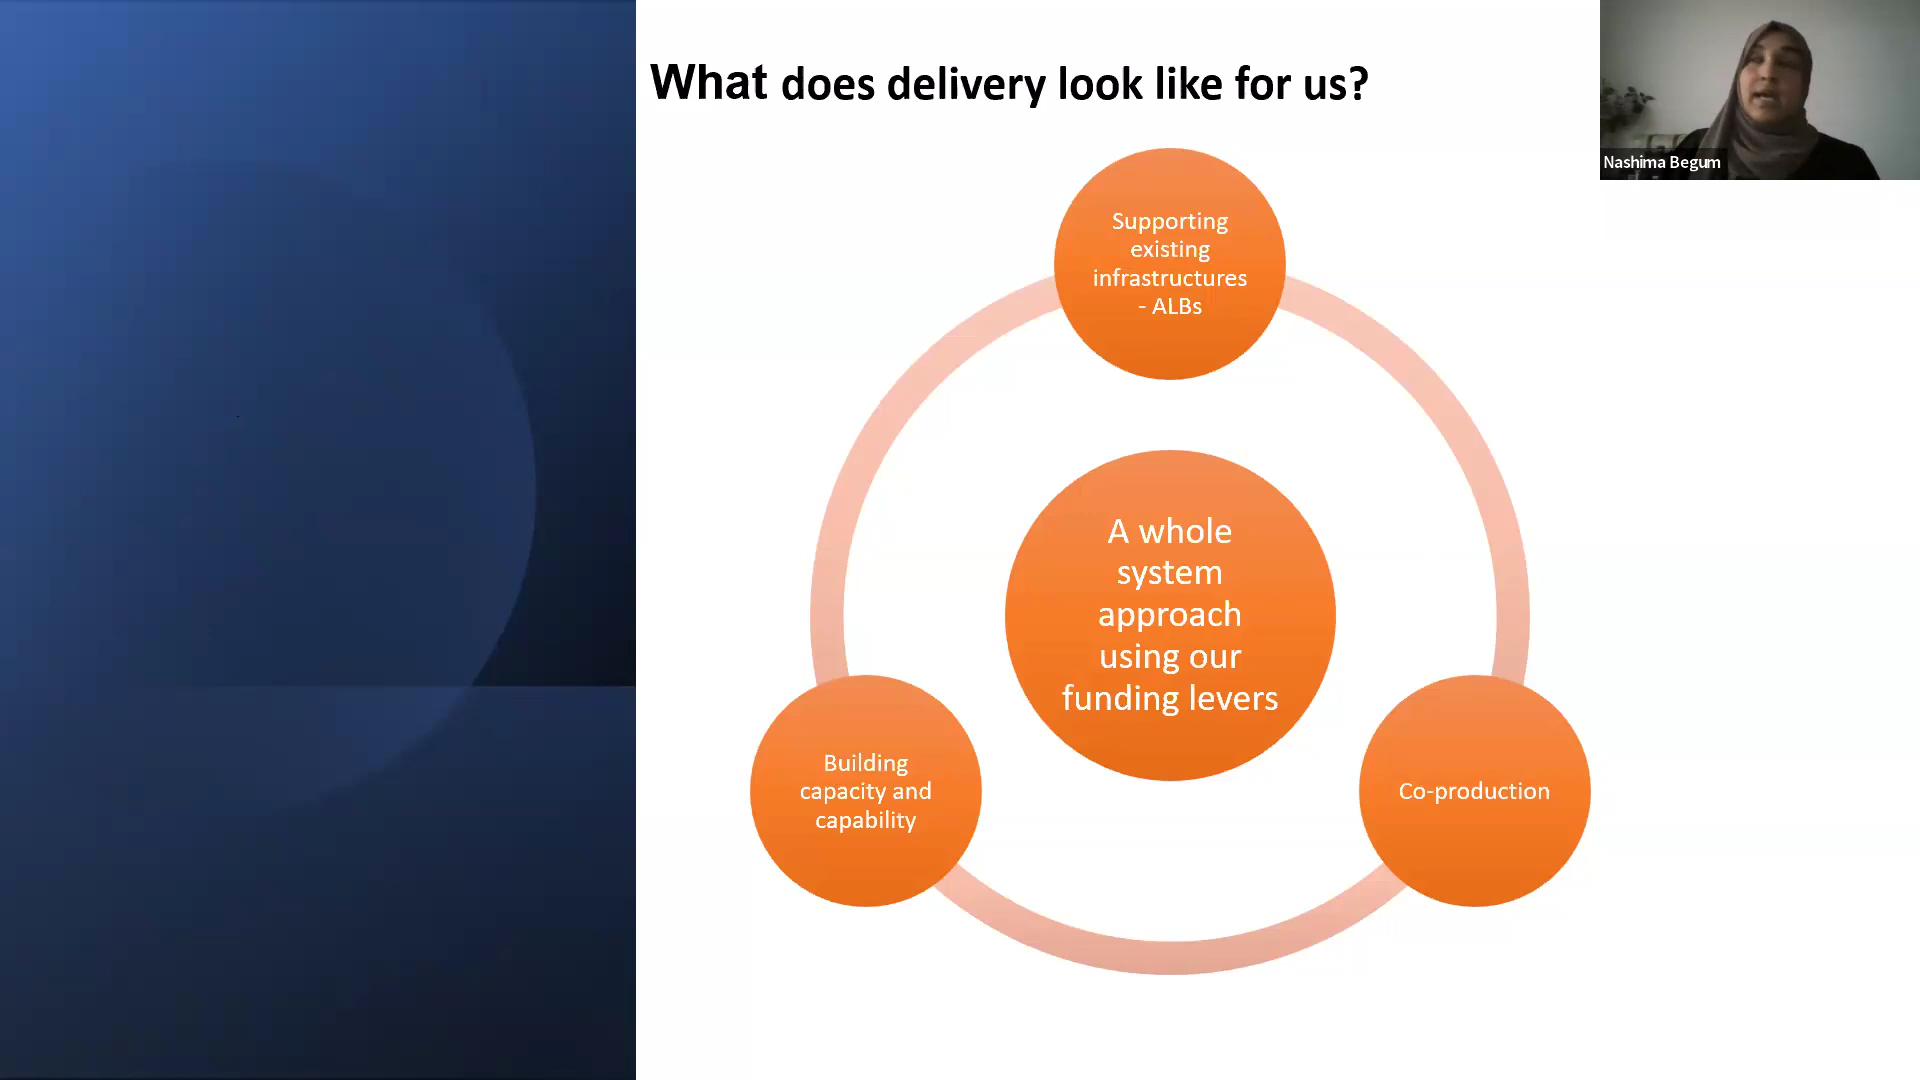 What does delivery look like for us?
Nashima Begum
Supporting
existing
infrastructures
- ALBs
A whole
system
approach
using our
funding levers
Building
capacity and
capability
Co-production